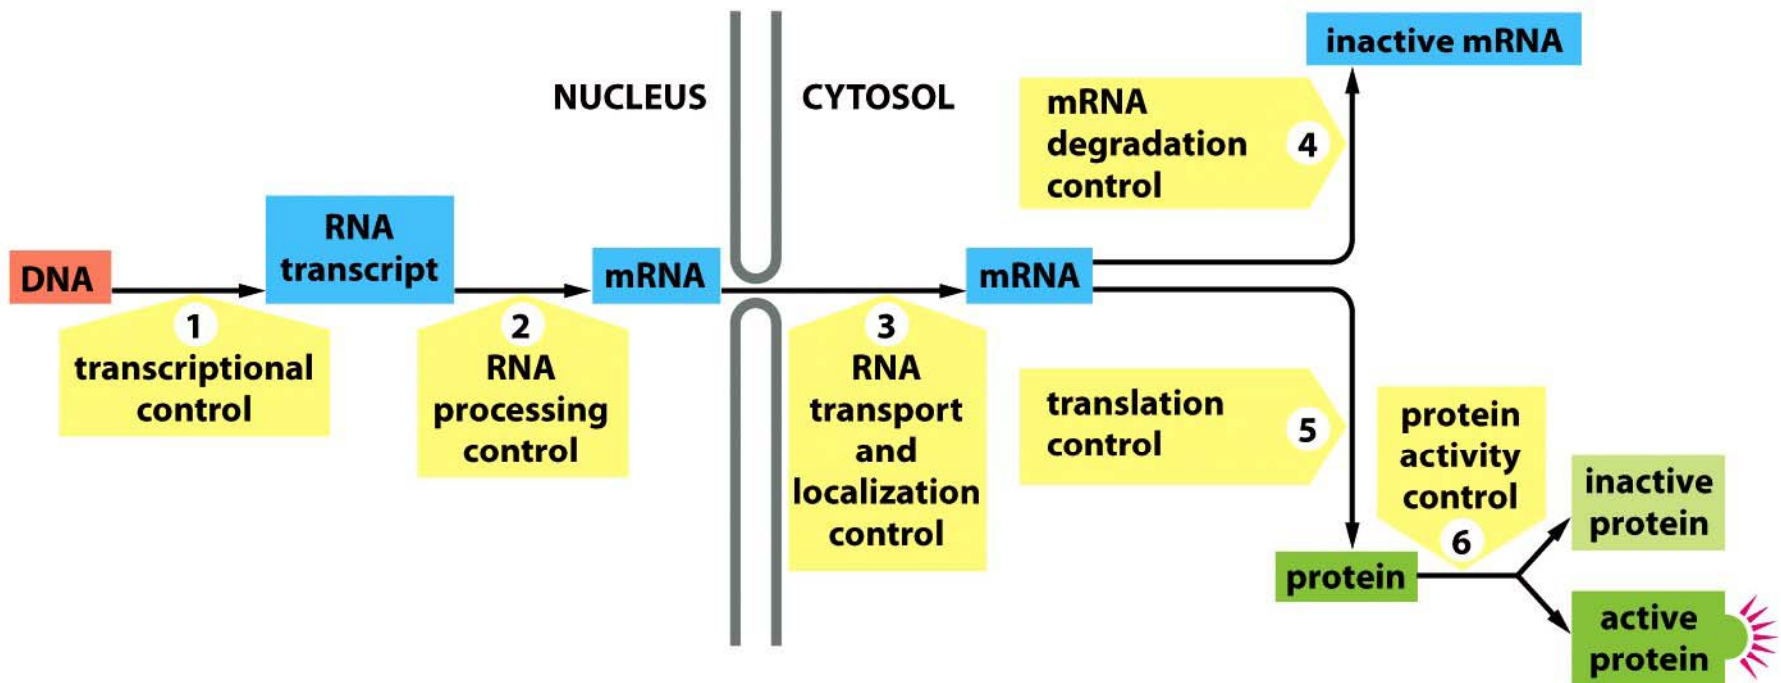 NUCLEUS
CYTOSOL
DNA
1
transcriptional
control
RNA
transcript
2
RNA
processing
control
mRNA
3
RNA
transport
and
localization
control
mRNA
mRNA
degradation
control
4
inactive mRNA
translation
control
5
protein
protein
activity
control
6
inactive
protein
active
protein